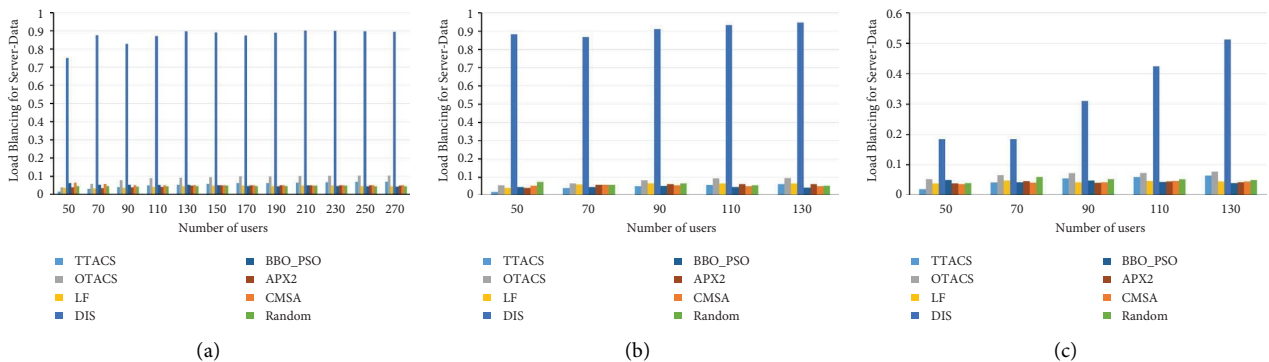 Load Blancing for Server-Data
1
0.9
0.8
0.7
0.6
0.5
0.4
0.3
0.2
0.1
0
50 70 90 110 130 150 170 190 210 230 250 270
Number of users
TTACS BBO_PSO
OTACS APX2
LF CMSA
DIS Random
(a)
Load Blancing for Server-Data
1
0.9
0.8
0.7
0.6
0.5
0.4
0.3
0.2
0.1
0
50 70 90 110 130
Number of users
TTACS BBO_PSO
OTACS APX2
LF CMSA
DIS Random
(b)
Load Blancing for Server-Data
0.6
0.5
0.4
0.3
0.2
0.1
0
50 70 90 110 130
Number of users
TTACS BBO_PSO
OTACS APX2
LF CMSA
DIS Random
(c)